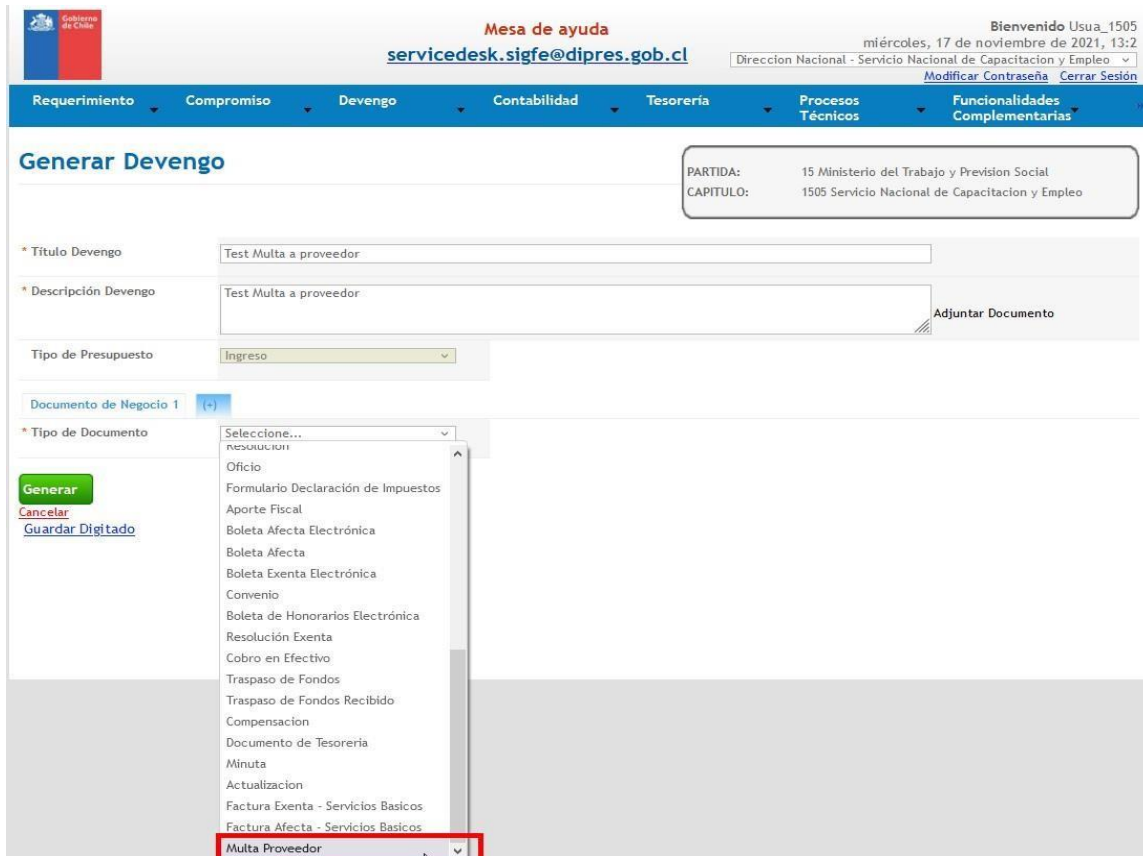 Gobierno
de Chile
Mesa de ayuda
servicedesk.sigfe@dipres.gob.cl
Bienvenido Usua_1505
miércoles, 17 de noviembre de 2021, 13:2
Direccion Nacional - Servicio Nacional de Capacitacion y Empleo
Modificar Contraseña Cerrar Sesión
Requerimiento Compromiso Devengo Contabilidad Tesorería Procesos Técnicos Funcionalidades Complementarias
Generar Devengo
PARTIDA: 15 Ministerio del Trabajo y Prevision Social
CAPITULO: 1505 Servicio Nacional de Capacitacion y Empleo
* Título Devengo Test Multa a proveedor
* Descripción Devengo Test Multa a proveedor
Adjuntar Documento
Tipo de Presupuesto Ingreso
Documento de Negocio 1 (+)
* Tipo de Documento Seleccione...
Resolución
Oficio
Formulario Declaración de Impuestos
Aporte Fiscal
Boleta Afecta Electrónica
Boleta Afecta
Boleta Exenta Electrónica
Convenio
Boleta de Honorarios Electrónica
Resolución Exenta
Cobro en Efectivo
Traspaso de Fondos
Traspaso de Fondos Recibido
Compensacion
Documento de Tesoreria
Minuta
Actualizacion
Factura Exenta - Servicios Basicos
Factura Afecta - Servicios Basicos
Multa Proveedor
Generar
Cancelar
Guardar Digitado